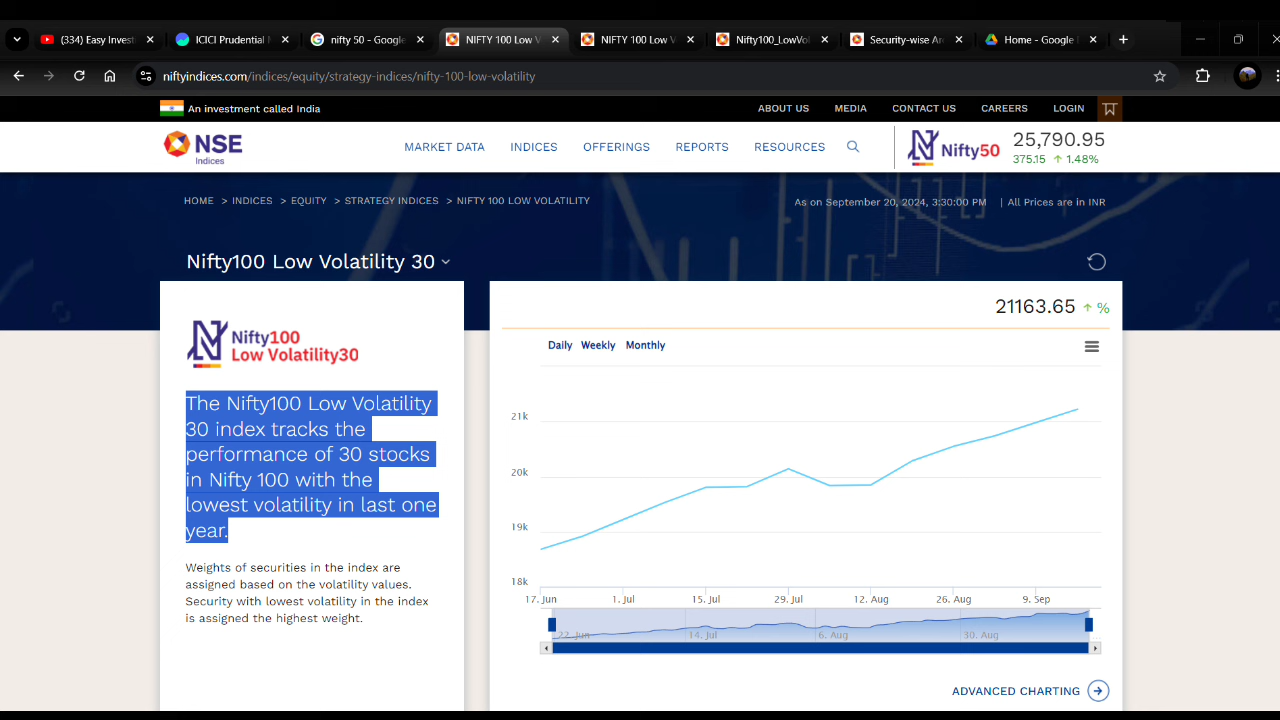 (334) Easy Invest
ICICI Prudential
nifty 50 - Google
NIFTY 100 Low V
NIFTY 100 Low V
Nifty100_LowVol
Security-wise Ar
Home - Google
niftyindices.com/indices/equity/strategy-indices/nifty-100-low-volatility
An investment called India
ABOUT US MEDIA CONTACT US CAREERS LOGIN
NSE
Indices
MARKET DATA INDICES OFFERINGS REPORTS RESOURCES
Nifty50
25,790.95
375.15 ↑ 1.48%
HOME > INDICES > EQUITY > STRATEGY INDICES > NIFTY 100 LOW VOLATILITY
As on September 20, 2024, 3:30:00 PM | All Prices are in INR
Nifty100 Low Volatility 30
Nifty100
Low Volatility30
The Nifty100 Low Volatility
30 index tracks the
performance of 30 stocks
in Nifty 100 with the
lowest volatility in last one
year.
Weights of securities in the index are
assigned based on the volatility values.
Security with lowest volatility in the index
is assigned the highest weight.
21163.65 ↑ %
Daily Weekly Monthly
21k
20k
19k
18k
17. Jun 1. Jul 15. Jul 29. Jul 12. Aug 26. Aug 9. Sep
22. Jun 14. Jul 6. Aug 30. Aug
ADVANCED CHARTING